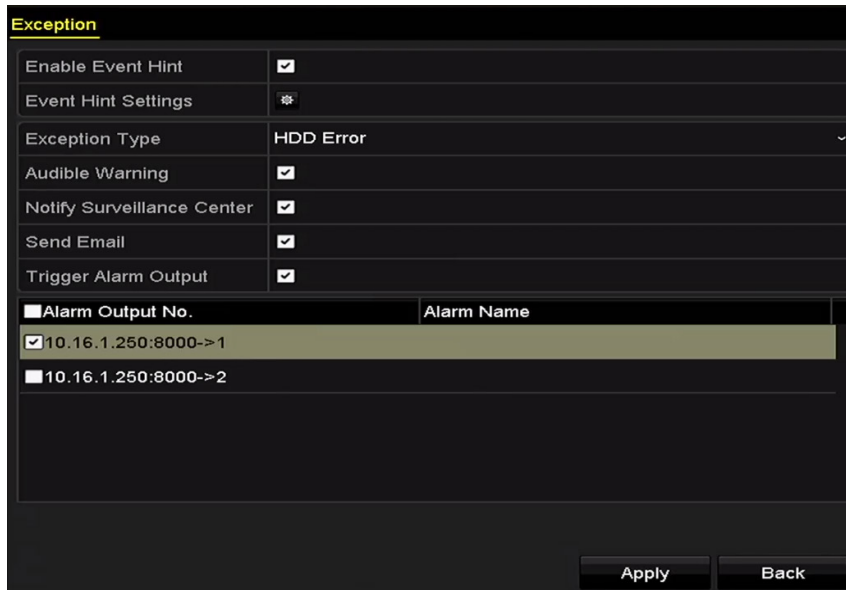 Exception
Enable Event Hint
Event Hint Settings
Exception Type HDD Error
Audible Warning
Notify Surveillance Center
Send Email
Trigger Alarm Output
Alarm Output No. Alarm Name
10.16.1.250:8000->1
10.16.1.250:8000->2
Apply Back